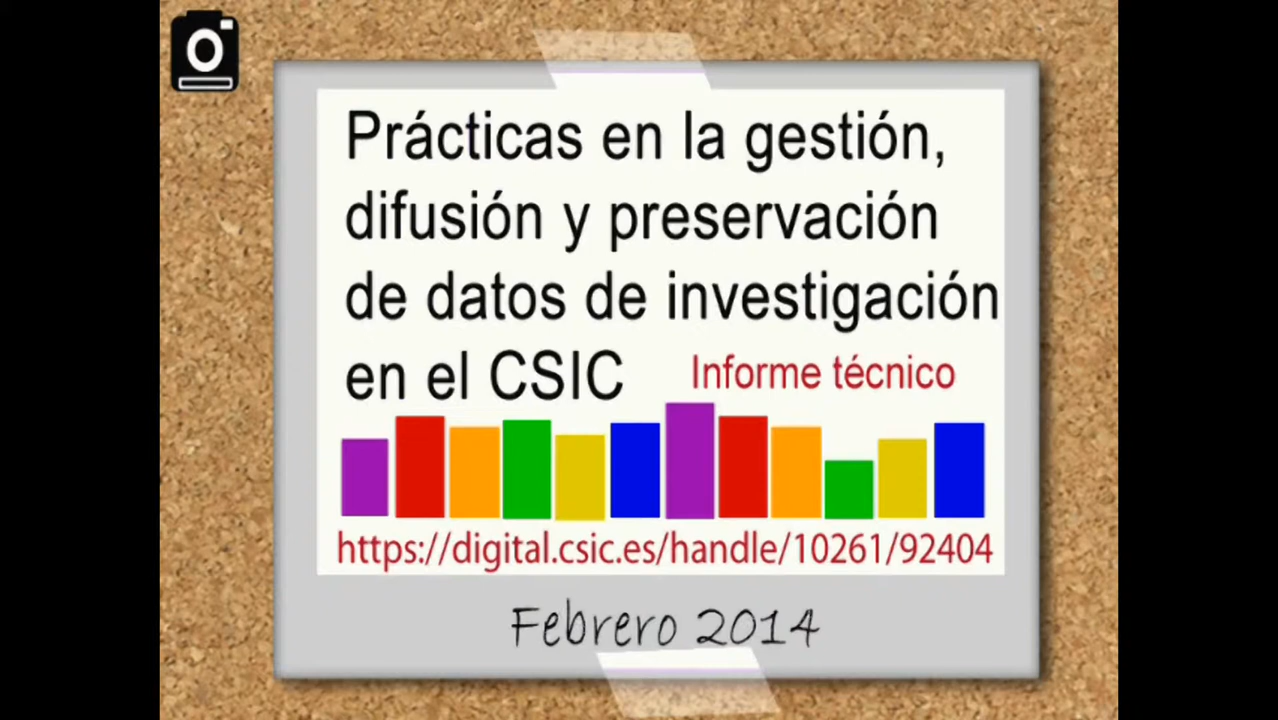 Prácticas en la gestión,
difusión y preservación
de datos de investigación
en el CSIC
Informe técnico
https://digital.csic.es/handle/10261/92404
Febrero 2014